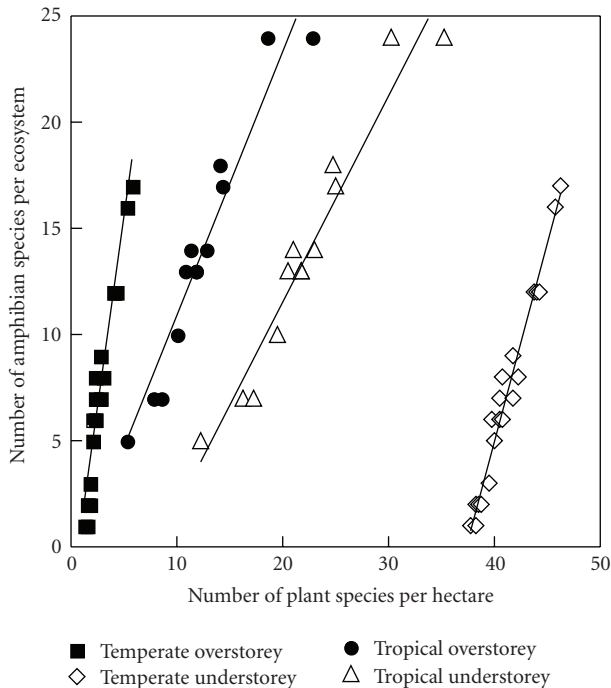 Number of amphibian species per ecosystem
25
20
15
10
5
0
0
10
20
30
40
50
Number of plant species per hectare
Temperate overstorey
Tropical overstorey
Temperate understorey
Tropical understorey